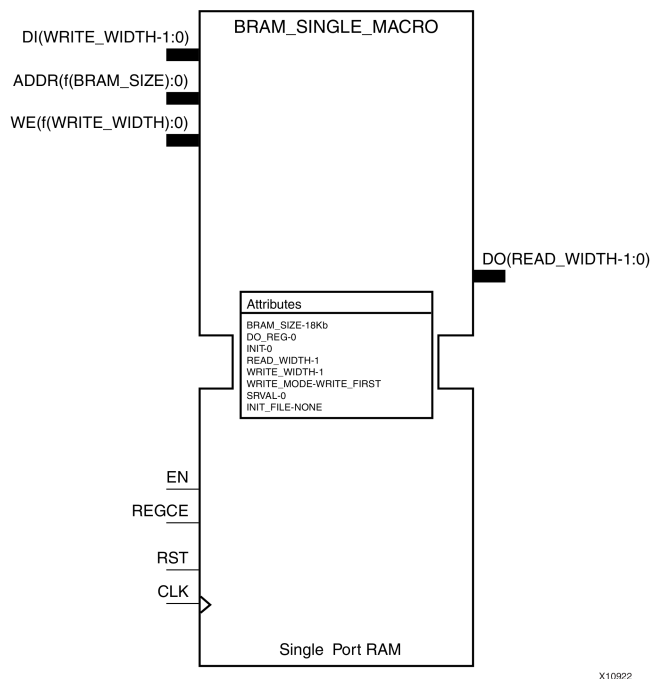 BRAM_SINGLE_MACRO
DI(WRITE_WIDTH-1:0)
ADDR(f(BRAM_SIZE):0)
WE(f(WRITE_WIDTH):0)
DO(READ_WIDTH-1:0)
Attributes
BRAM_SIZE-18Kb
DO_REG-0
INIT-0
READ_WIDTH-1
WRITE_WIDTH-1
WRITE_MODE-WRITE_FIRST
SRVAL-0
INIT_FILE-NONE
EN
REGCE
RST
CLK
Single Port RAM
X10922